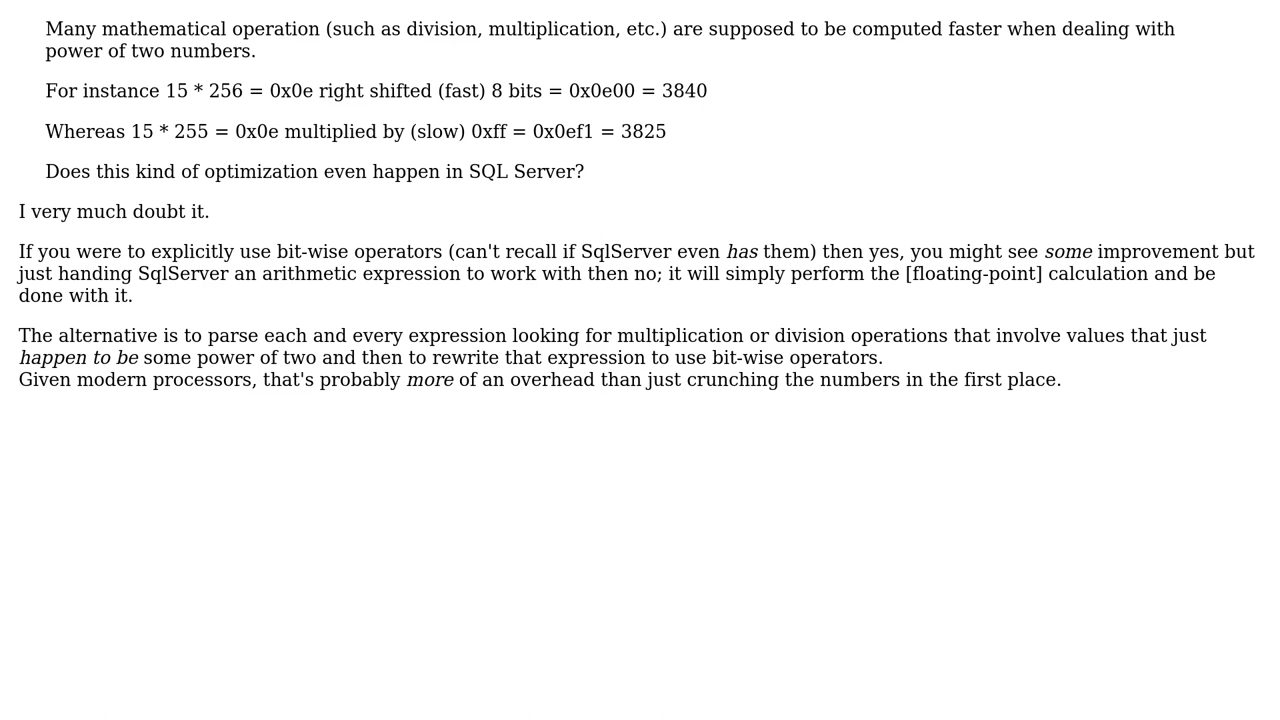 Many mathematical operation (such as division, multiplication, etc.) are supposed to be computed faster when dealing with
power of two numbers.
For instance 15 * 256 = 0x0e right shifted (fast) 8 bits = 0x0e00 = 3840
Whereas 15 * 255 = 0x0e multiplied by (slow) 0xff = 0x0ef1 = 3825
Does this kind of optimization even happen in SQL Server?
I very much doubt it.
If you were to explicitly use bit-wise operators (can't recall if SqlServer even has them) then yes, you might see some improvement but
just handing SqlServer an arithmetic expression to work with then no; it will simply perform the [floating-point] calculation and be
done with it.
The alternative is to parse each and every expression looking for multiplication or division operations that involve values that just
happen to be some power of two and then to rewrite that expression to use bit-wise operators.
Given modern processors, that's probably more of an overhead than just crunching the numbers in the first place.